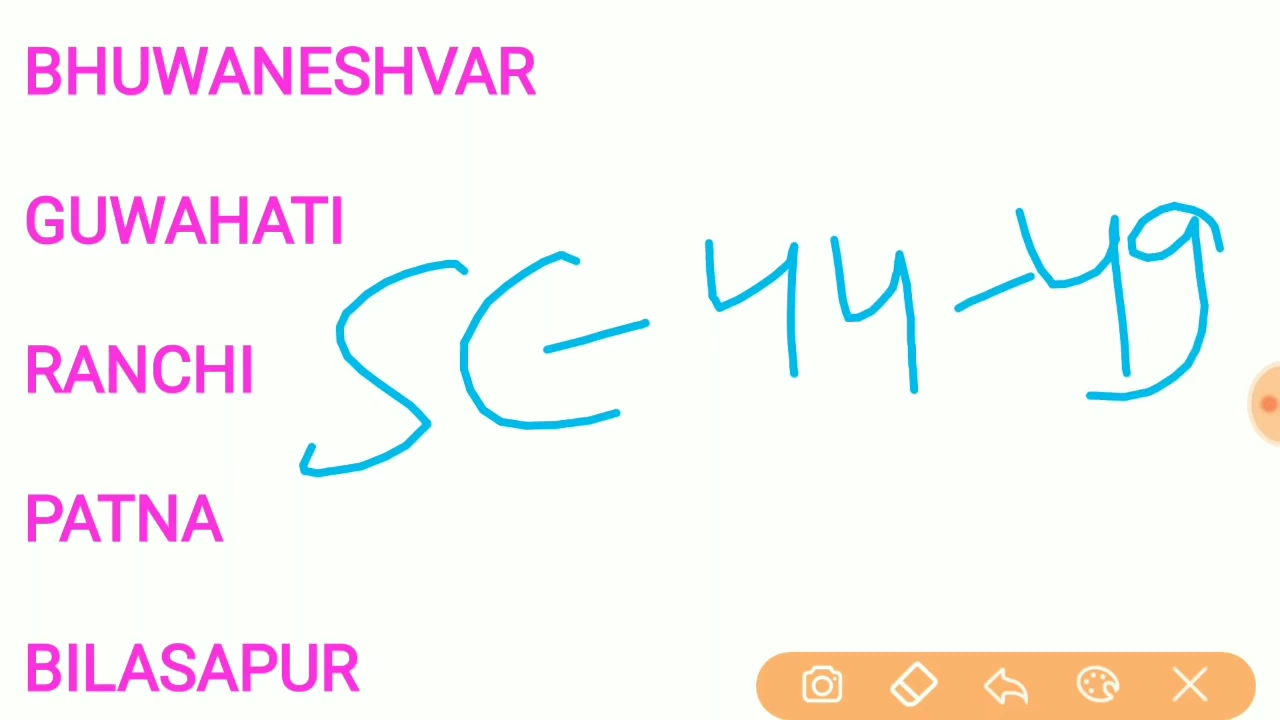 BHUWANESHVAR
GUWAHATI
SC-44-49
RANCHI
PATNA
BILASAPUR